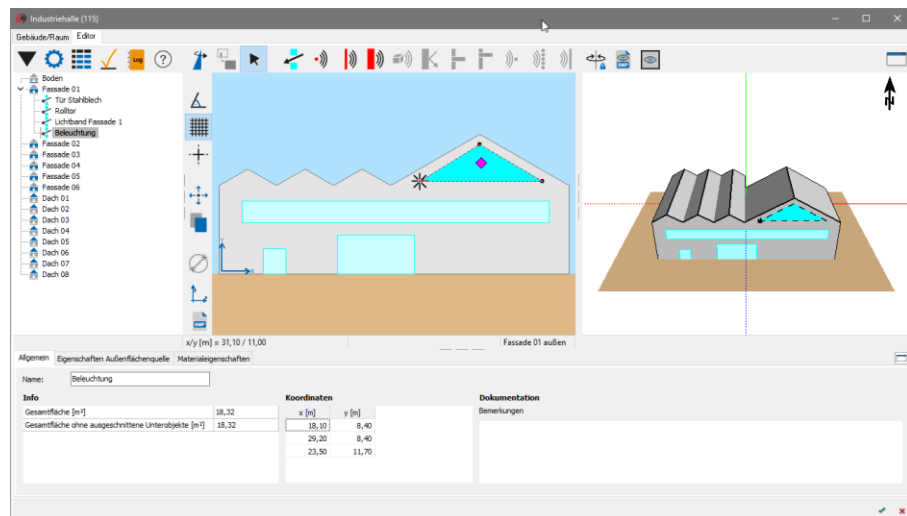 Industriehalle (115)
Gebäude/Raum Editor
Log ?
Boden
Fassade 01
Tür Stahlblech
Rolltor
Lichtband Fassade 1
Beleuchtung
Fassade 02
Fassade 03
Fassade 04
Fassade 05
Fassade 06
Dach 01
Dach 02
Dach 03
Dach 04
Dach 05
Dach 06
Dach 07
Dach 08
N
x/y [m] = 31,10 / 11,00 Fassade 01 außen
Allgemein Eigenschaften Außenflächenquelle Materialeigenschaften
Name: Beleuchtung
Info Koordinaten Dokumentation
Gesamtfläche [m²] 18,32 x [m] y [m] Bemerkungen
Gesamtfläche ohne ausgeschnittene Unterobjekte [m²] 18,32 18,10 8,40
29,20 8,40
23,50 11,70